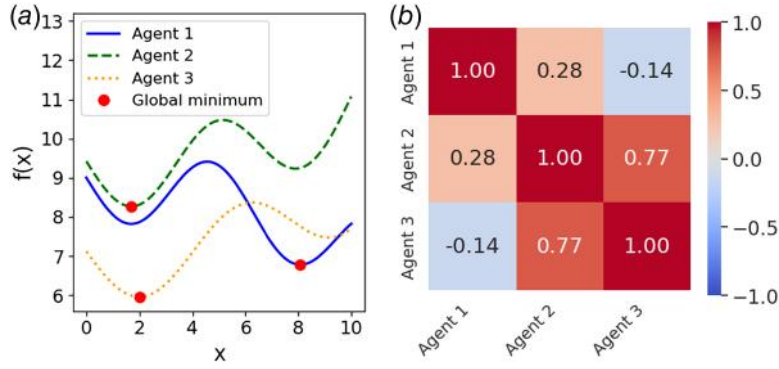 (a)
13
12
11
10
9
8
7
6
f(x)
0 2 4 6 8 10
x
Agent 1
Agent 2
Agent 3
Global minimum
(b)
Agent 1
Agent 2
Agent 3
1.00 0.28 -0.14
0.28 1.00 0.77
-0.14 0.77 1.00
Agent 1
Agent 2
Agent 3
1.0
0.5
0.0
-0.5
-1.0